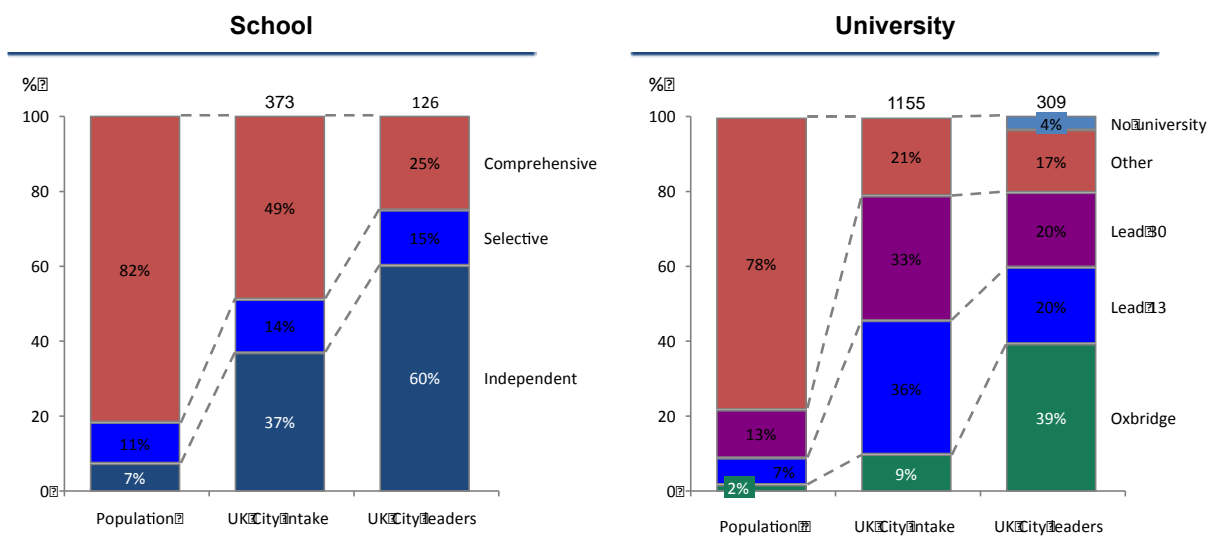 School
%
373
126
100
80
60
40
20
0
82%
11%
7%
49%
14%
37%
25%
15%
60%
Comprehensive
Selective
Independent
Population
UK City intake
UK City leaders
University
%
1155
309
100
80
60
40
20
0
78%
13%
7%
2%
21%
33%
36%
9%
4%
17%
20%
20%
39%
No university
Other
Lead 30
Lead 13
Oxbridge
Population
UK City intake
UK City leaders